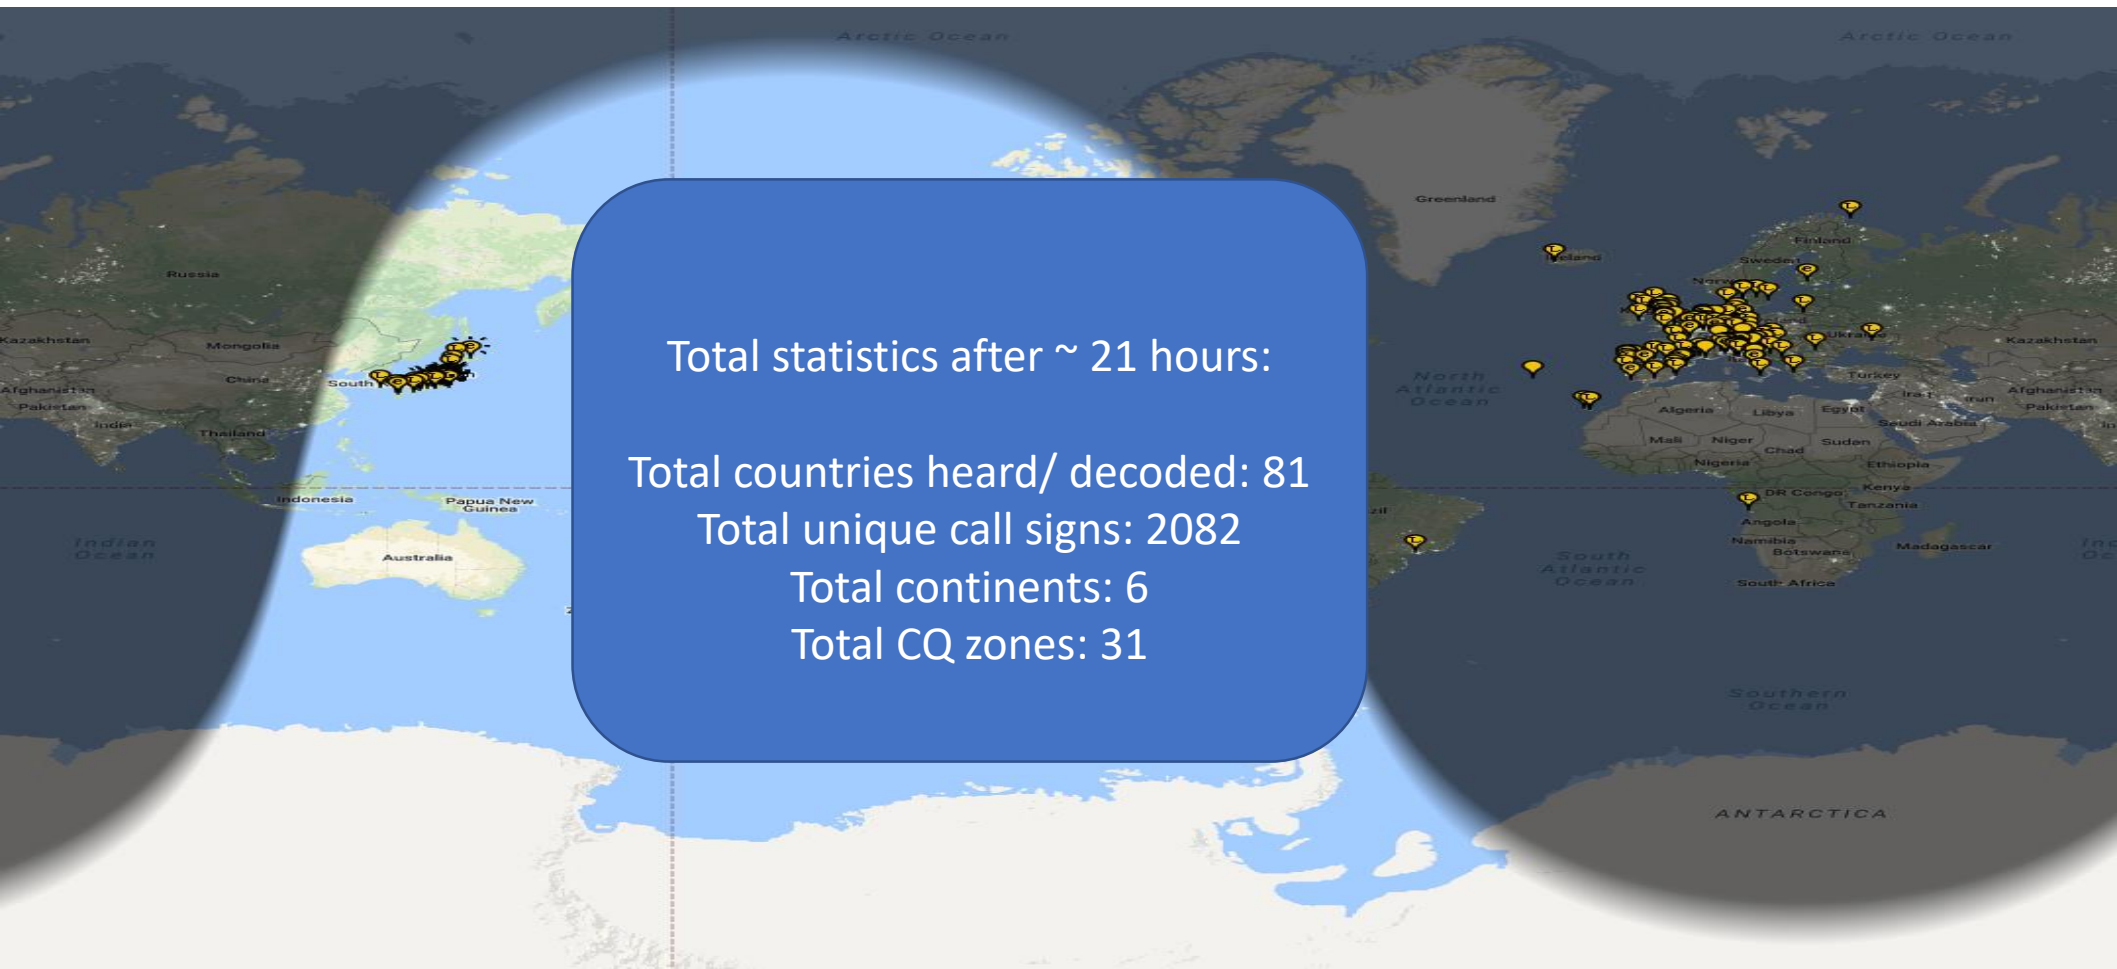 Arctic Ocean
Arctic Ocean
Greenland
Finland
Sweden
Russia
Kazakhstan
Mongolia
China
South
Afghanistan
Pakistan
India
Thailand
Indonesia
Papua New
Guinea
Indian
Ocean
Australia
Total statistics after ~ 21 hours:
Total countries heard/ decoded: 81
Total unique call signs: 2082
Total continents: 6
Total CQ zones: 31
North
Atlantic
Ocean
Turkey
Kazakhstan
Afghanistan
Pakistan
Algeria
Libya
Egypt
Saudi Arabia
Mali
Niger
Chad
Sudan
Nigeria
Ethiopia
DR Congo
Kenya
Tanzania
Angola
Namibia
Botswana
Madagascar
South Africa
South
Atlantic
Ocean
Southern
Ocean
ANTARCTICA